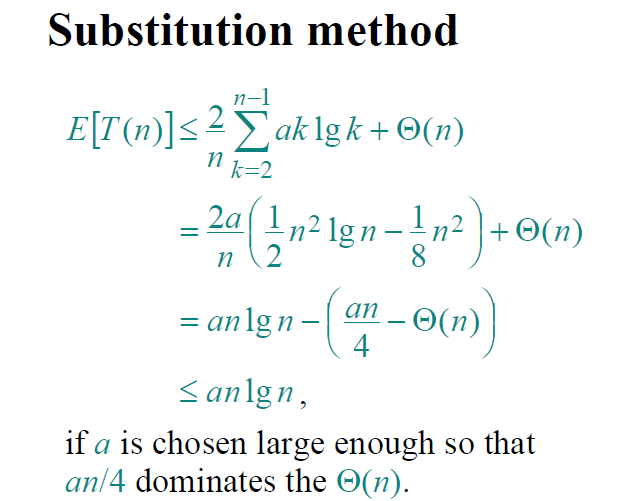 Substitution method
E[T(n)] ≤ 2/n ∑_{k=2}^{n−1} ak lg k + Θ(n)
= 2a/n (1/2 n² lg n − 1/8 n²) + Θ(n)
= an lg n − (an/4 − Θ(n))
≤ an lg n ,
if a is chosen large enough so that
an/4 dominates the Θ(n).